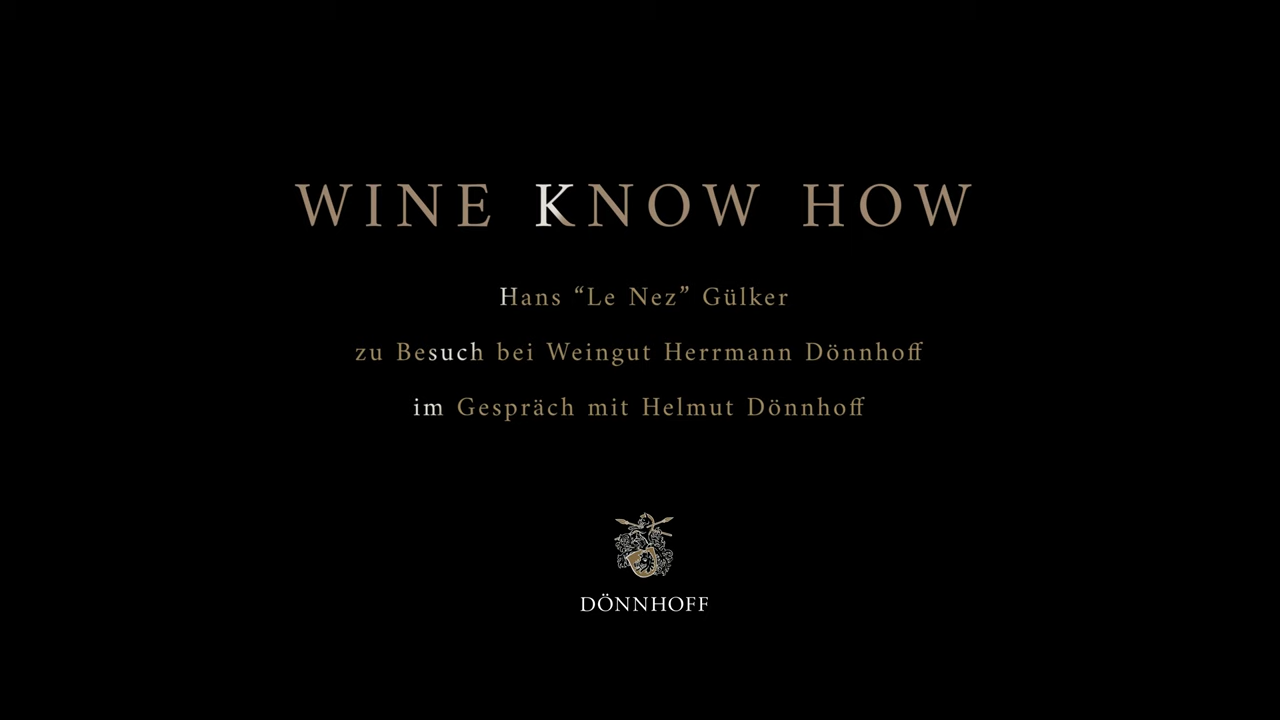 WINE KNOW HOW
Hans “Le Nez” Gülker
zu Besuch bei Weingut Herrmann Dönnhoff
im Gespräch mit Helmut Dönnhoff
DÖNNHOFF